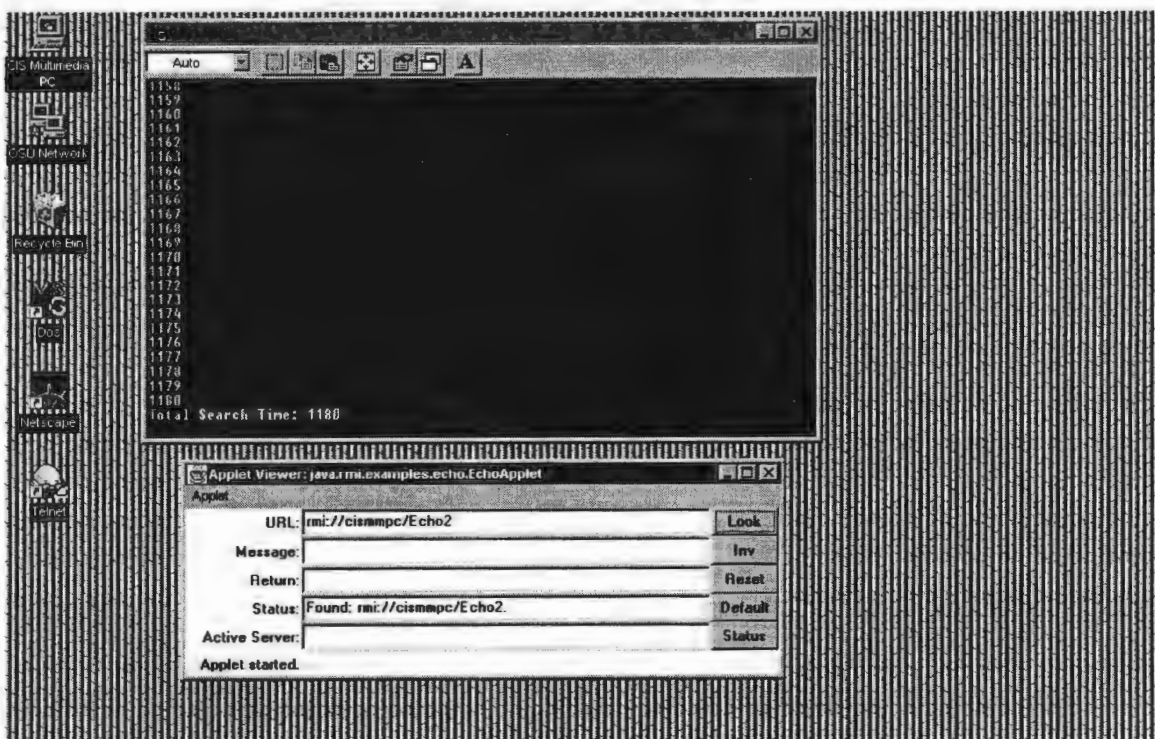 CIS Multimedia
PC
OSU Network
Recycle Bin
Netscape
Telnet
Auto
A
1158
1159
1160
1161
1162
1163
1164
1165
1166
1167
1168
1169
1170
1171
1172
1173
1174
1175
1176
1177
1178
1179
1180
Total Search Time: 1180
Applet Viewer: java.rmi.examples.echo.EchoApplet
Applet
URL: rmi://cismmpc/Echo2 Look
Message: Inv
Return: Reset
Status: Found: rmi://cismmpc/Echo2. Default
Active Server: Status
Applet started.